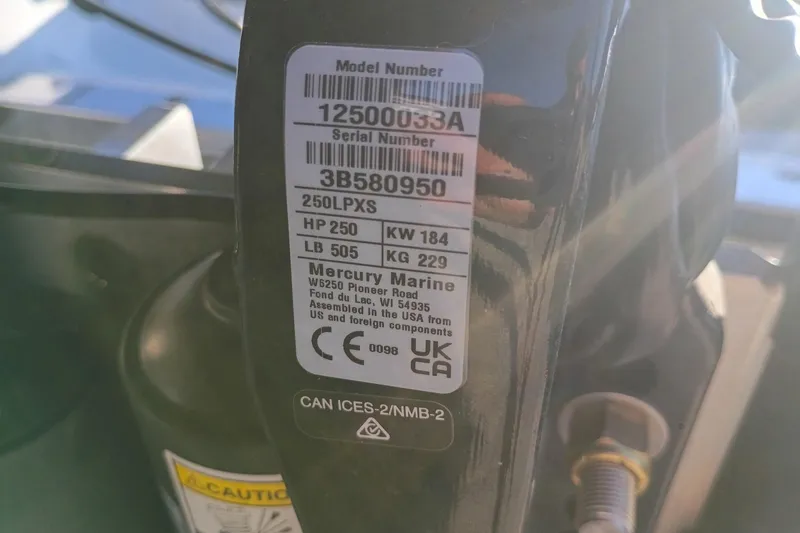 Model Number
12500033A
Serial Number
3B580950
250LPXS
HP 250 KW 184
LB 505 KG 229
Mercury Marine
W6250 Pioneer Road
Fond du Lac, WI 54935
Assembled in the USA from
US and foreign components
CE 0098 UK
CA
CAN ICES-2/NMB-2
CAUTIO